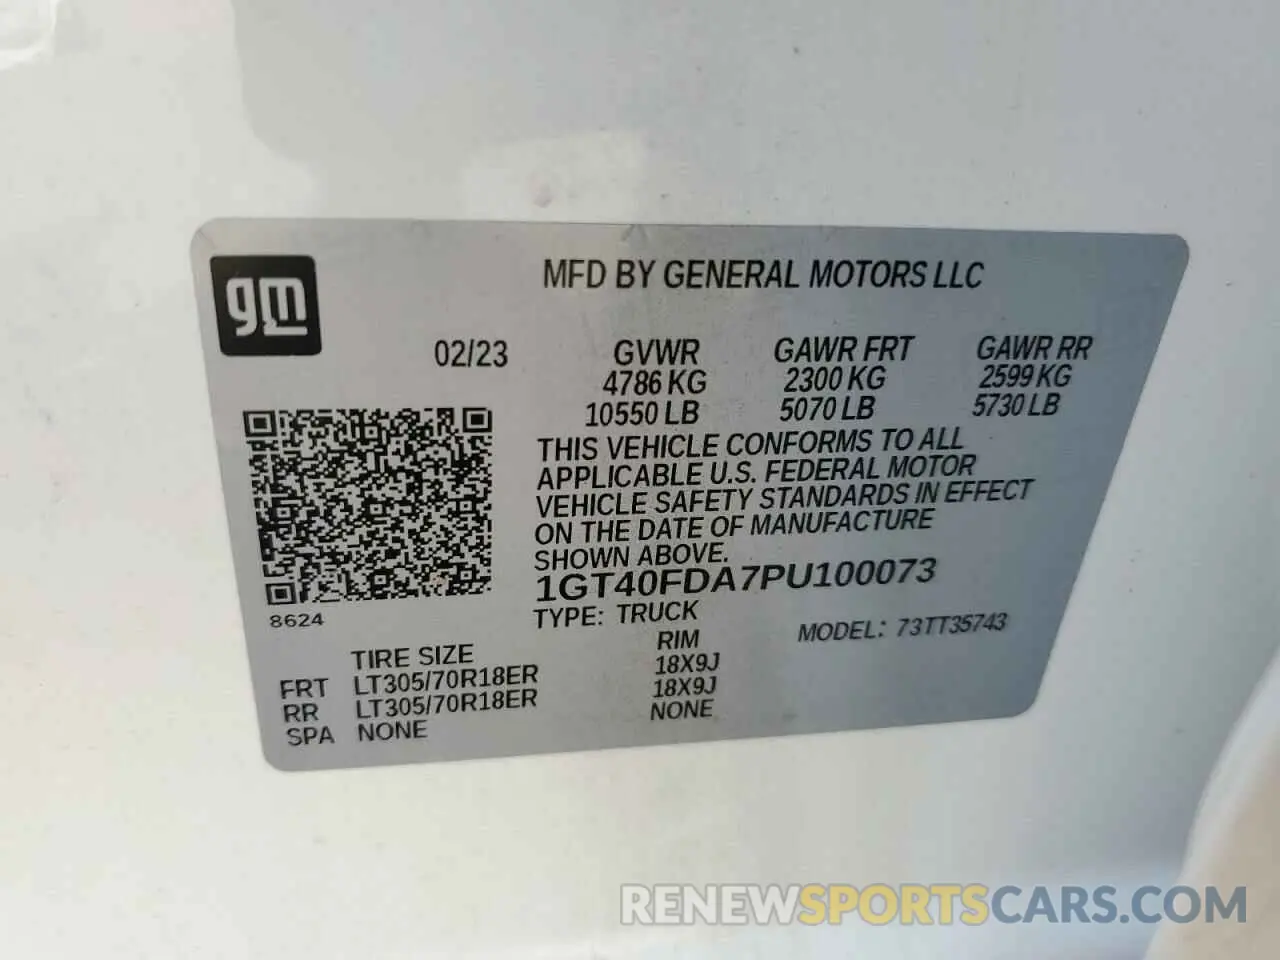 gm
MFD BY GENERAL MOTORS LLC
02/23 GVWR GAWR FRT GAWR RR
4786 KG 2300 KG 2599 KG
10550 LB 5070 LB 5730 LB
THIS VEHICLE CONFORMS TO ALL
APPLICABLE U.S. FEDERAL MOTOR
VEHICLE SAFETY STANDARDS IN EFFECT
ON THE DATE OF MANUFACTURE
SHOWN ABOVE.
1GT40FDA7PU100073
8624
TYPE: TRUCK MODEL: 73TT35743
TIRE SIZE RIM
FRT LT305/70R18ER 18X9J
RR LT305/70R18ER 18X9J
SPA NONE NONE
RENEWSPORTSCARS.COM